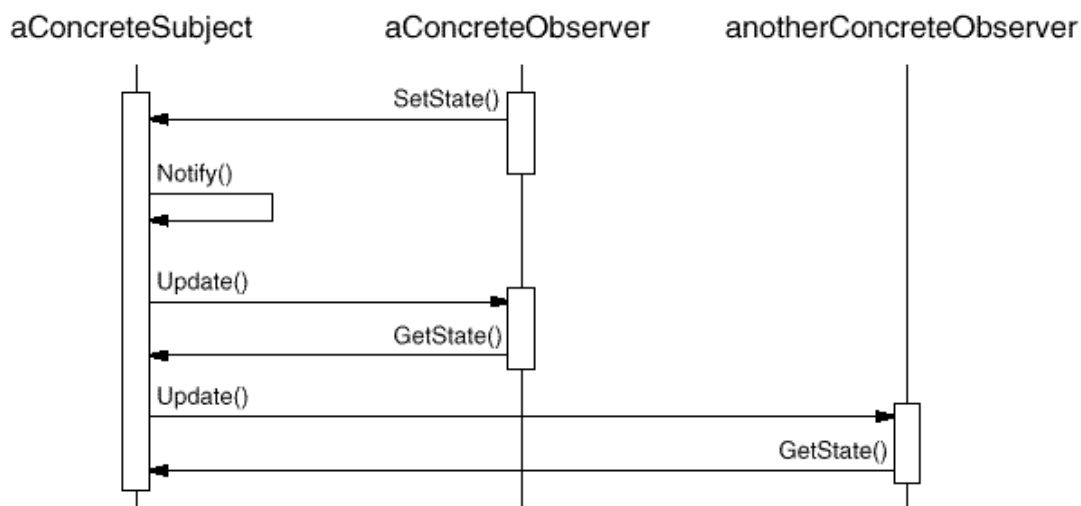 aConcreteSubject aConcreteObserver anotherConcreteObserver
SetState()
Notify()
Update()
GetState()
Update()
GetState()